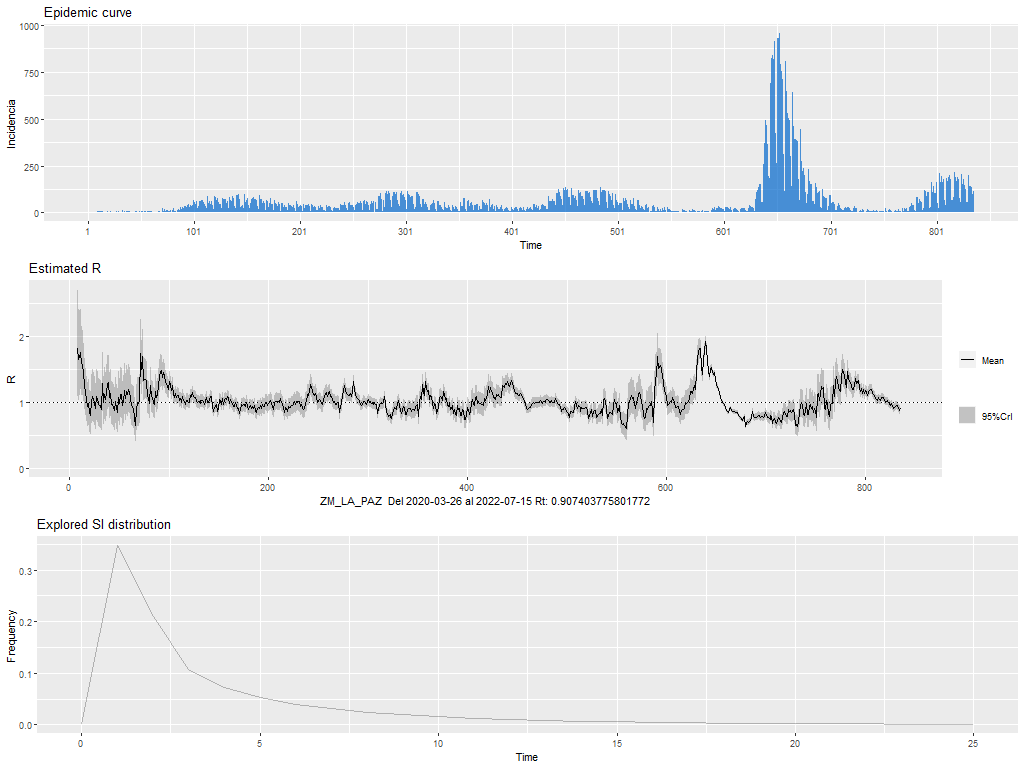 Epidemic curve
1000
750
500
250
0
Incidencia
1 101 201 301 401 501 601 701 801
Time
Estimated R
2
1
0
R
Mean
95%CrI
0 200 400 600 800
ZM_LA_PAZ Del 2020-03-26 al 2022-07-15 Rt: 0.907403775801772
Explored SI distribution
0.3
0.2
0.1
0.0
Frequency
0 5 10 15 20 25
Time